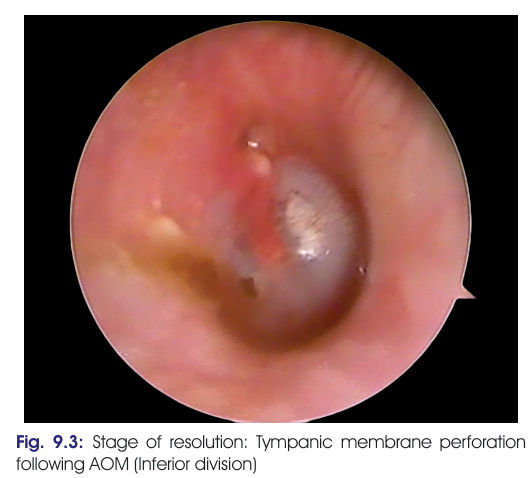 Fig. 9.3: Stage of resolution: Tympanic membrane perforation
following AOM (Inferior division)